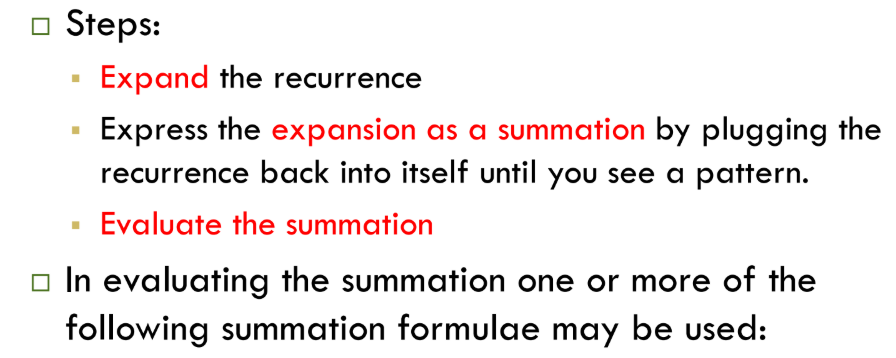 Steps:
Expand the recurrence
Express the expansion as a summation by plugging the
recurrence back into itself until you see a pattern.
Evaluate the summation
In evaluating the summation one or more of the
following summation formulae may be used: